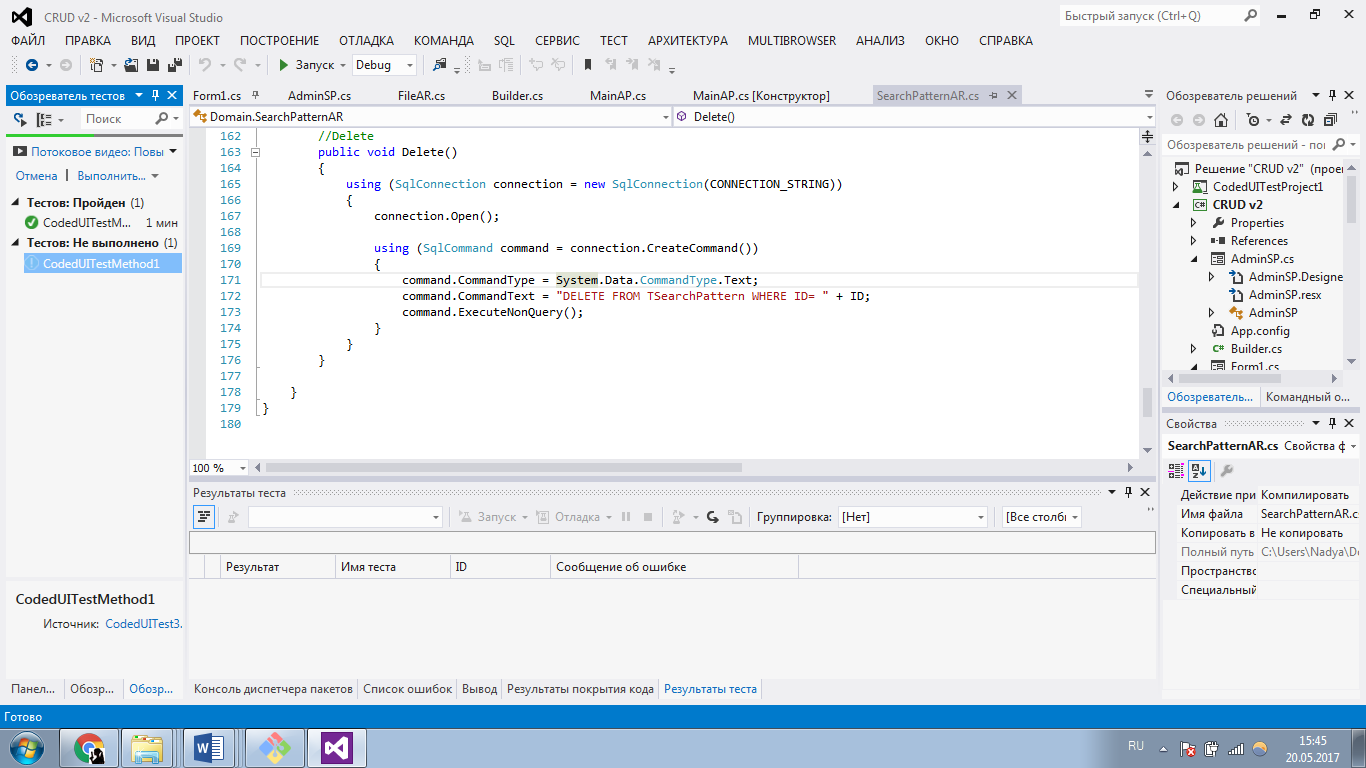 CRUD v2 - Microsoft Visual Studio
Быстрый запуск (Ctrl+Q)
ФАЙЛ ПРАВКА ВИД ПРОЕКТ ПОСТРОЕНИЕ ОТЛАДКА КОМАНДА SQL СЕРВИС ТЕСТ АРХИТЕКТУРА MULTIBROWSER АНАЛИЗ ОКНО СПРАВКА
Запуск Debug
Обозреватель тестов
Поиск
Потоковое видео: Повы
Отмена | Выполнить...
Тестов: Пройден (1)
CodedUITestM... 1 мин
Тестов: Не выполнено (1)
CodedUITestMethod1
CodedUITestMethod1
Источник: CodedUITest3.
Панел... Обозр... Обозр...
Form1.cs AdminSP.cs FileAR.cs Builder.cs MainAP.cs MainAP.cs [Конструктор] SearchPatternAR.cs
Domain.SearchPatternAR Delete()
162 //Delete
163 public void Delete()
164 {
165 using (SqlConnection connection = new SqlConnection(CONNECTION_STRING))
166 {
167 connection.Open();
168
169 using (SqlCommand command = connection.CreateCommand())
170 {
171 command.CommandType = System.Data.CommandType.Text;
172 command.CommandText = "DELETE FROM TSearchPattern WHERE ID= " + ID;
173 command.ExecuteNonQuery();
174 }
175 }
176 }
177
178 }
179 }
180
100 %
Результаты теста
Запуск Отладка Группировка: [Нет] [Все столбı
Результат Имя теста ID Сообщение об ошибке
Консоль диспетчера пакетов Список ошибок Вывод Результаты покрытия кода Результаты теста
Обозреватель решений
Обозреватель решений - пои
Решение "CRUD v2" (проек
CodedUITestProject1
CRUD v2
Properties
References
AdminSP.cs
AdminSP.Designe
AdminSP.resx
AdminSP
App.config
Builder.cs
Form1.cs
Обозреватель... Командный о...
Свойства
SearchPatternAR.cs Свойства ф
Действие при Компилировать
Имя файла SearchPatternAR.cs
Копировать в Не копировать
Полный путь C:\Users\Nadya\Do
Пространство
Специальный
Готово
RU
15:45
20.05.2017